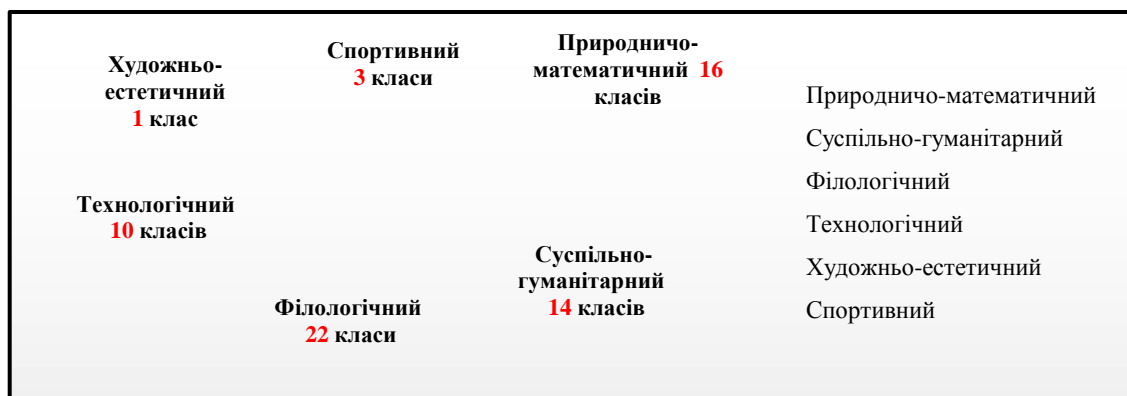 Художньо-
естетичний
1 клас
Спортивний
3 класи
Природничо-
математичний 16
класів
Технологічний
10 класів
Філологічний
22 класи
Суспільно-
гуманітарний
14 класів
Природничо-математичний
Суспільно-гуманітарний
Філологічний
Технологічний
Художньо-естетичний
Спортивний